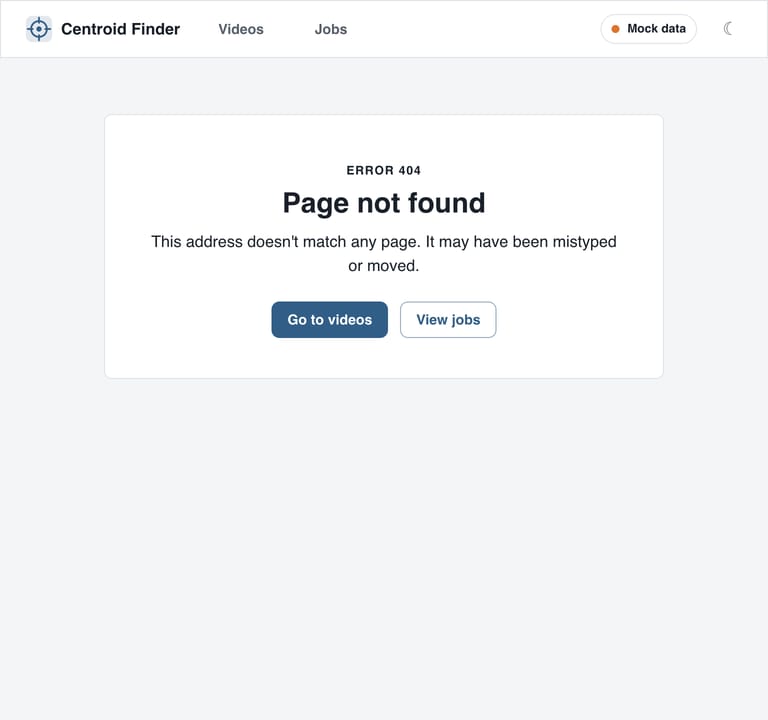 Centroid Finder
Videos
Jobs
Mock data
ERROR 404
Page not found
This address doesn't match any page. It may have been mistyped
or moved.
Go to videos
View jobs